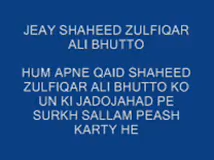 JEAY SHAHEED ZULFIQAR
ALI BHUTTO
HUM APNE QAID SHAHEED
ZULFIQAR ALI BHUTTO KO
UN KI JADOJAHAD PE
SURKH SALLAM PEASH
KARTY HE